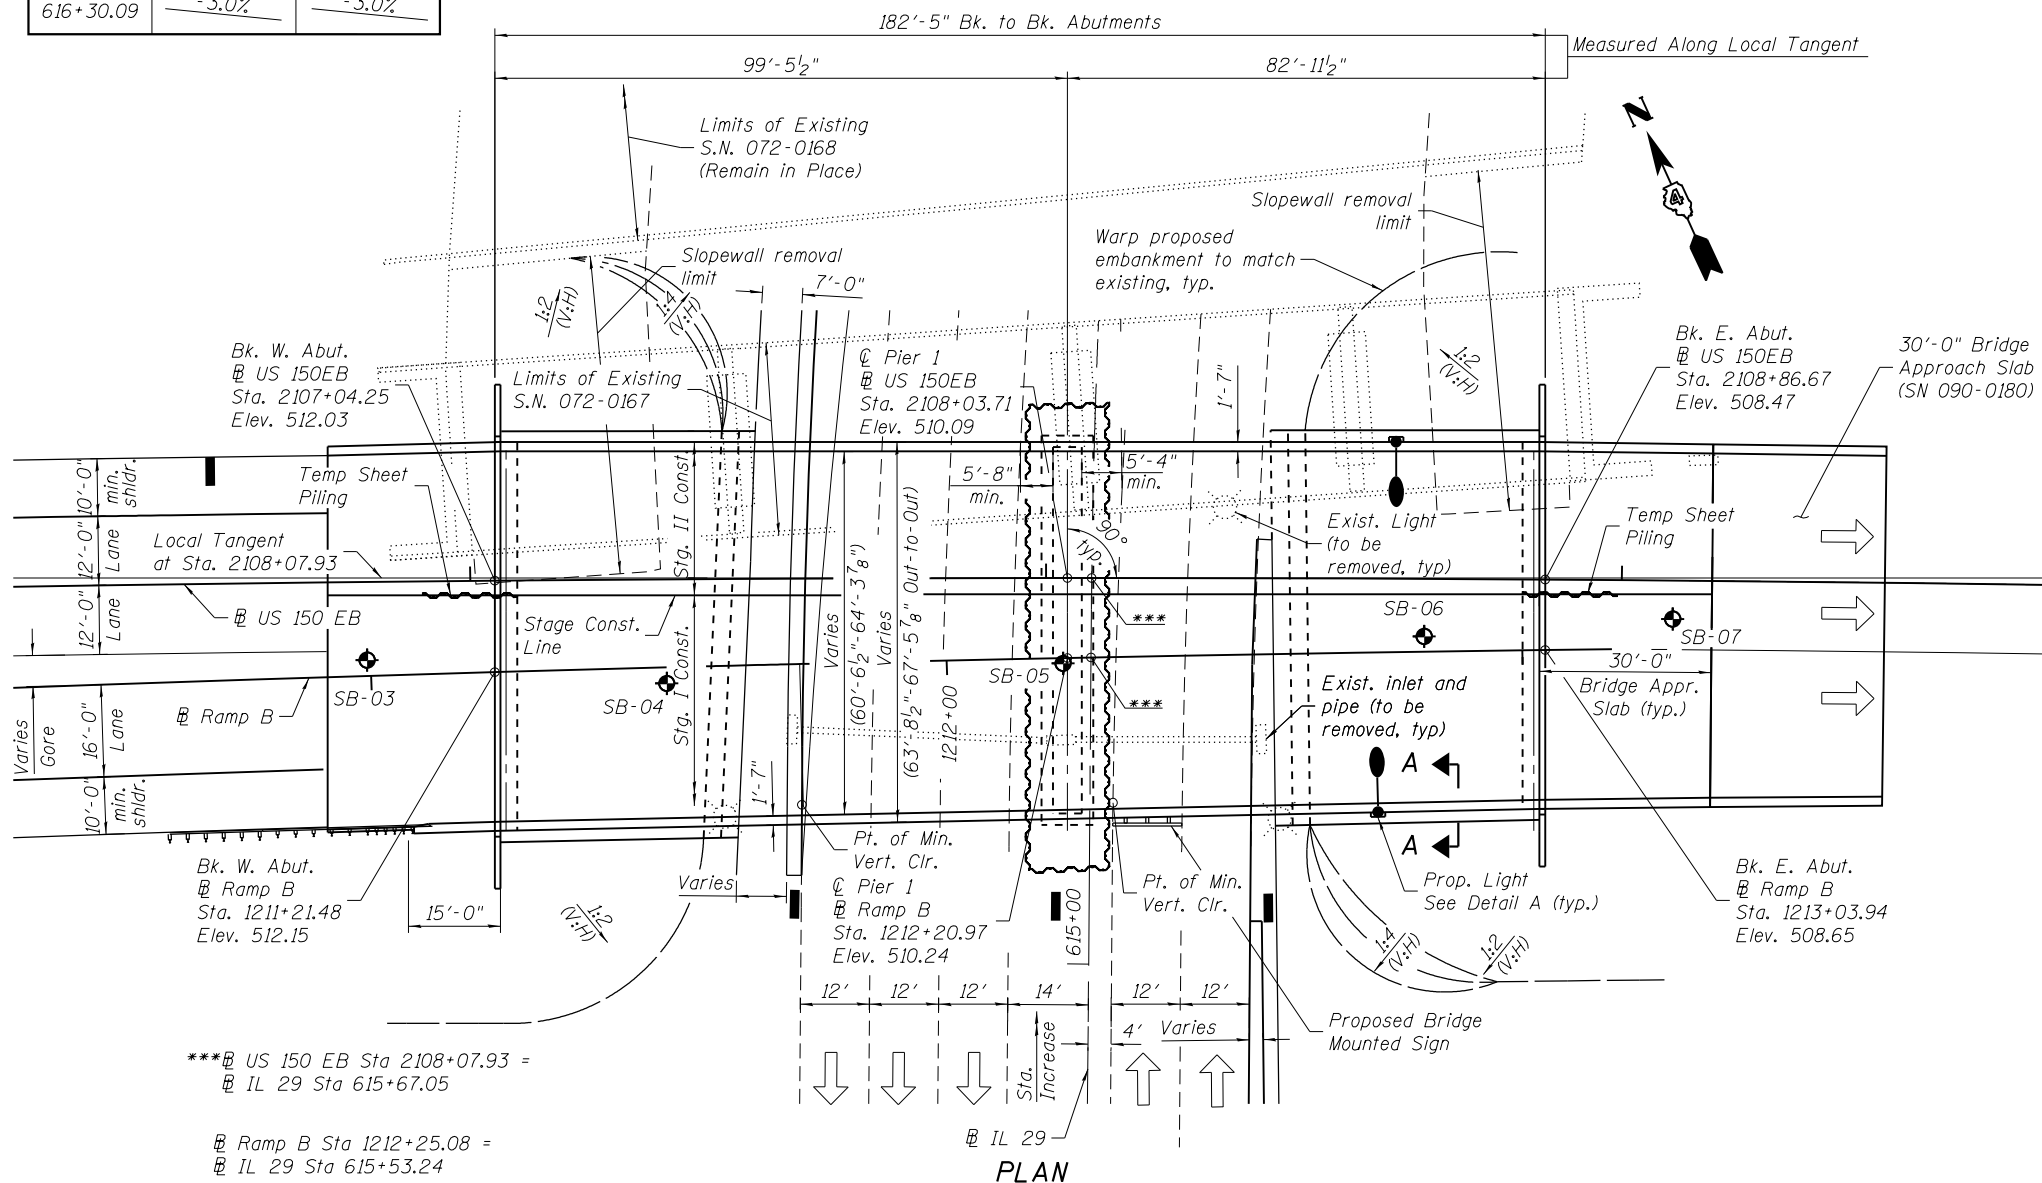 616+30.09
-3.0%
-3.0%
182'-5" Bk. to Bk. Abutments
Measured Along Local Tangent
99'-5½"
82'-11½"
N
4
Limits of Existing
S.N. 072-0168
(Remain in Place)
Slopewall removal
limit
Slopewall removal
limit
Warp proposed
embankment to match
existing, typ.
7'-0"
1:2
(V:H)
1:4
(V:H)
1:2
(V:H)
Bk. W. Abut.
℄ US 150EB
Sta. 2107+04.25
Elev. 512.03
Limits of Existing
S.N. 072-0167
℄ Pier 1
℄ US 150EB
Sta. 2108+03.71
Elev. 510.09
1'-7"
Bk. E. Abut.
℄ US 150EB
Sta. 2108+86.67
Elev. 508.47
30'-0" Bridge
Approach Slab
(SN 090-0180)
10'-0"
min.
shldr.
Temp Sheet
Piling
5'-8"
min.
5'-4"
min.
90°
typ.
Exist. Light
(to be
removed, typ)
Temp Sheet
Piling
12'-0"
Lane
Local Tangent
at Sta. 2108+07.93
Stg. II Const.
Varies
(60'-6½"-64'-3⅞")
Varies
(63'-8½"-67'-5⅞" Out-to-Out)
12'-0"
Lane
℄ US 150 EB
Stage Const.
Line
***
SB-06
SB-07
SB-03
SB-04
SB-05
30'-0"
Bridge Appr.
Slab (typ.)
Stg. I Const.
1212+00
***
Exist. inlet and
pipe (to be
removed, typ)
Varies
Gore
16'-0"
Lane
℄ Ramp B
A
A
1'-7"
10'-0"
min.
shldr.
Bk. W. Abut.
℄ Ramp B
Sta. 1211+21.48
Elev. 512.15
15'-0"
1:2
(V:H)
Varies
Pt. of Min.
Vert. Clr.
℄ Pier 1
℄ Ramp B
Sta. 1212+20.97
Elev. 510.24
615+00
Pt. of Min.
Vert. Clr.
Prop. Light
See Detail A (typ.)
Bk. E. Abut.
℄ Ramp B
Sta. 1213+03.94
Elev. 508.65
1:4
(V:H)
1:2
(V:H)
12'
12'
12'
14'
12'
12'
4'
Varies
Sta.
Increase
Proposed Bridge
Mounted Sign
***℄ US 150 EB Sta 2108+07.93 =
℄ IL 29 Sta 615+67.05
℄ Ramp B Sta 1212+25.08 =
℄ IL 29 Sta 615+53.24
℄ IL 29
PLAN